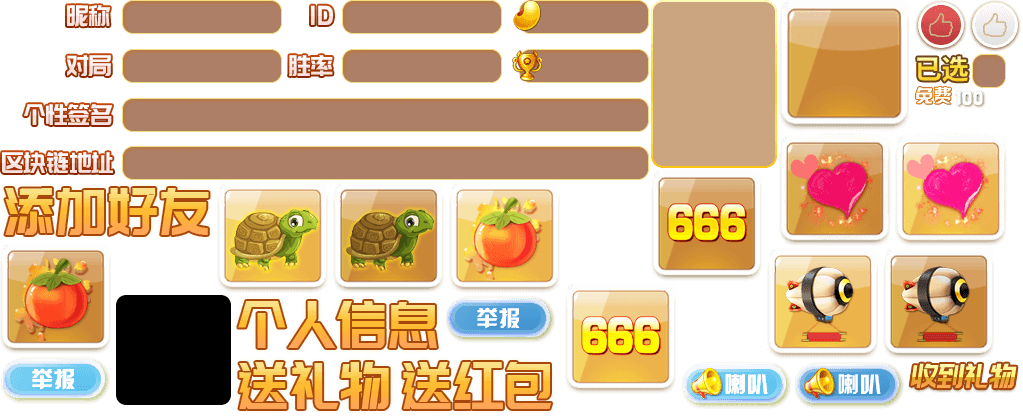 昵称
ID
对局
胜率
已选
免费 100
个性签名
区块链地址
添加好友
666
个人信息
举报
666
举报
送礼物 送红包
喇叭
喇叭
收到礼物